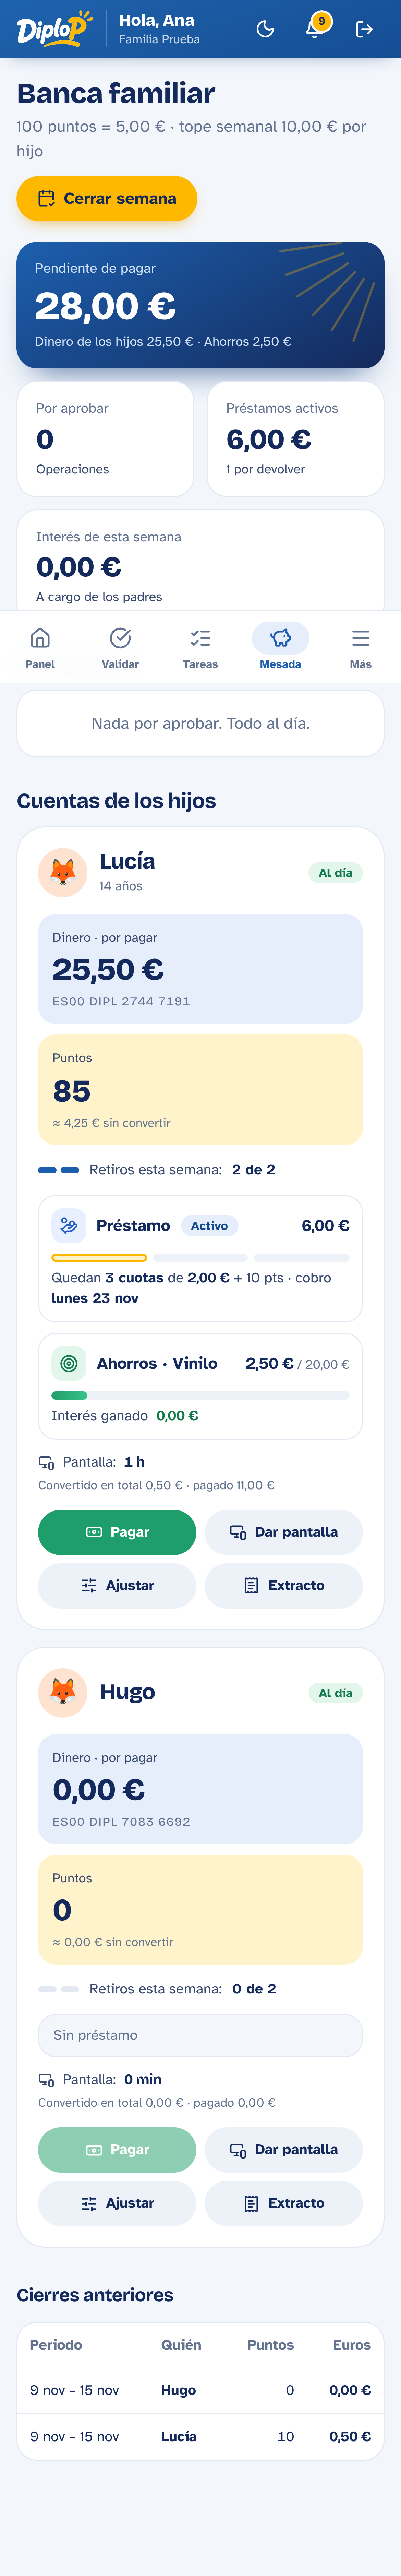 DiploP
Hola, Ana
Familia Prueba
9
Banca familiar
100 puntos = 5,00 € · tope semanal 10,00 € por
hijo
Cerrar semana
Pendiente de pagar
28,00 €
Dinero de los hijos 25,50 € · Ahorros 2,50 €
Por aprobar
0
Operaciones
Préstamos activos
6,00 €
1 por devolver
Interés de esta semana
0,00 €
A cargo de los padres
Panel
Validar
Tareas
Mesada
Más
Nada por aprobar. Todo al día.
Cuentas de los hijos
Lucía
14 años
Al día
Dinero · por pagar
25,50 €
ES00 DIPL 2744 7191
Puntos
85
≈ 4,25 € sin convertir
Retiros esta semana: 2 de 2
Préstamo Activo 6,00 €
Quedan 3 cuotas de 2,00 € + 10 pts · cobro
lunes 23 nov
Ahorros · Vinilo 2,50 € / 20,00 €
Interés ganado 0,00 €
Pantalla: 1 h
Convertido en total 0,50 € · pagado 11,00 €
Pagar
Dar pantalla
Ajustar
Extracto
Hugo
Al día
Dinero · por pagar
0,00 €
ES00 DIPL 7083 6692
Puntos
0
≈ 0,00 € sin convertir
Retiros esta semana: 0 de 2
Sin préstamo
Pantalla: 0 min
Convertido en total 0,00 € · pagado 0,00 €
Pagar
Dar pantalla
Ajustar
Extracto
Cierres anteriores
Periodo Quién Puntos Euros
9 nov – 15 nov Hugo 0 0,00 €
9 nov – 15 nov Lucía 10 0,50 €